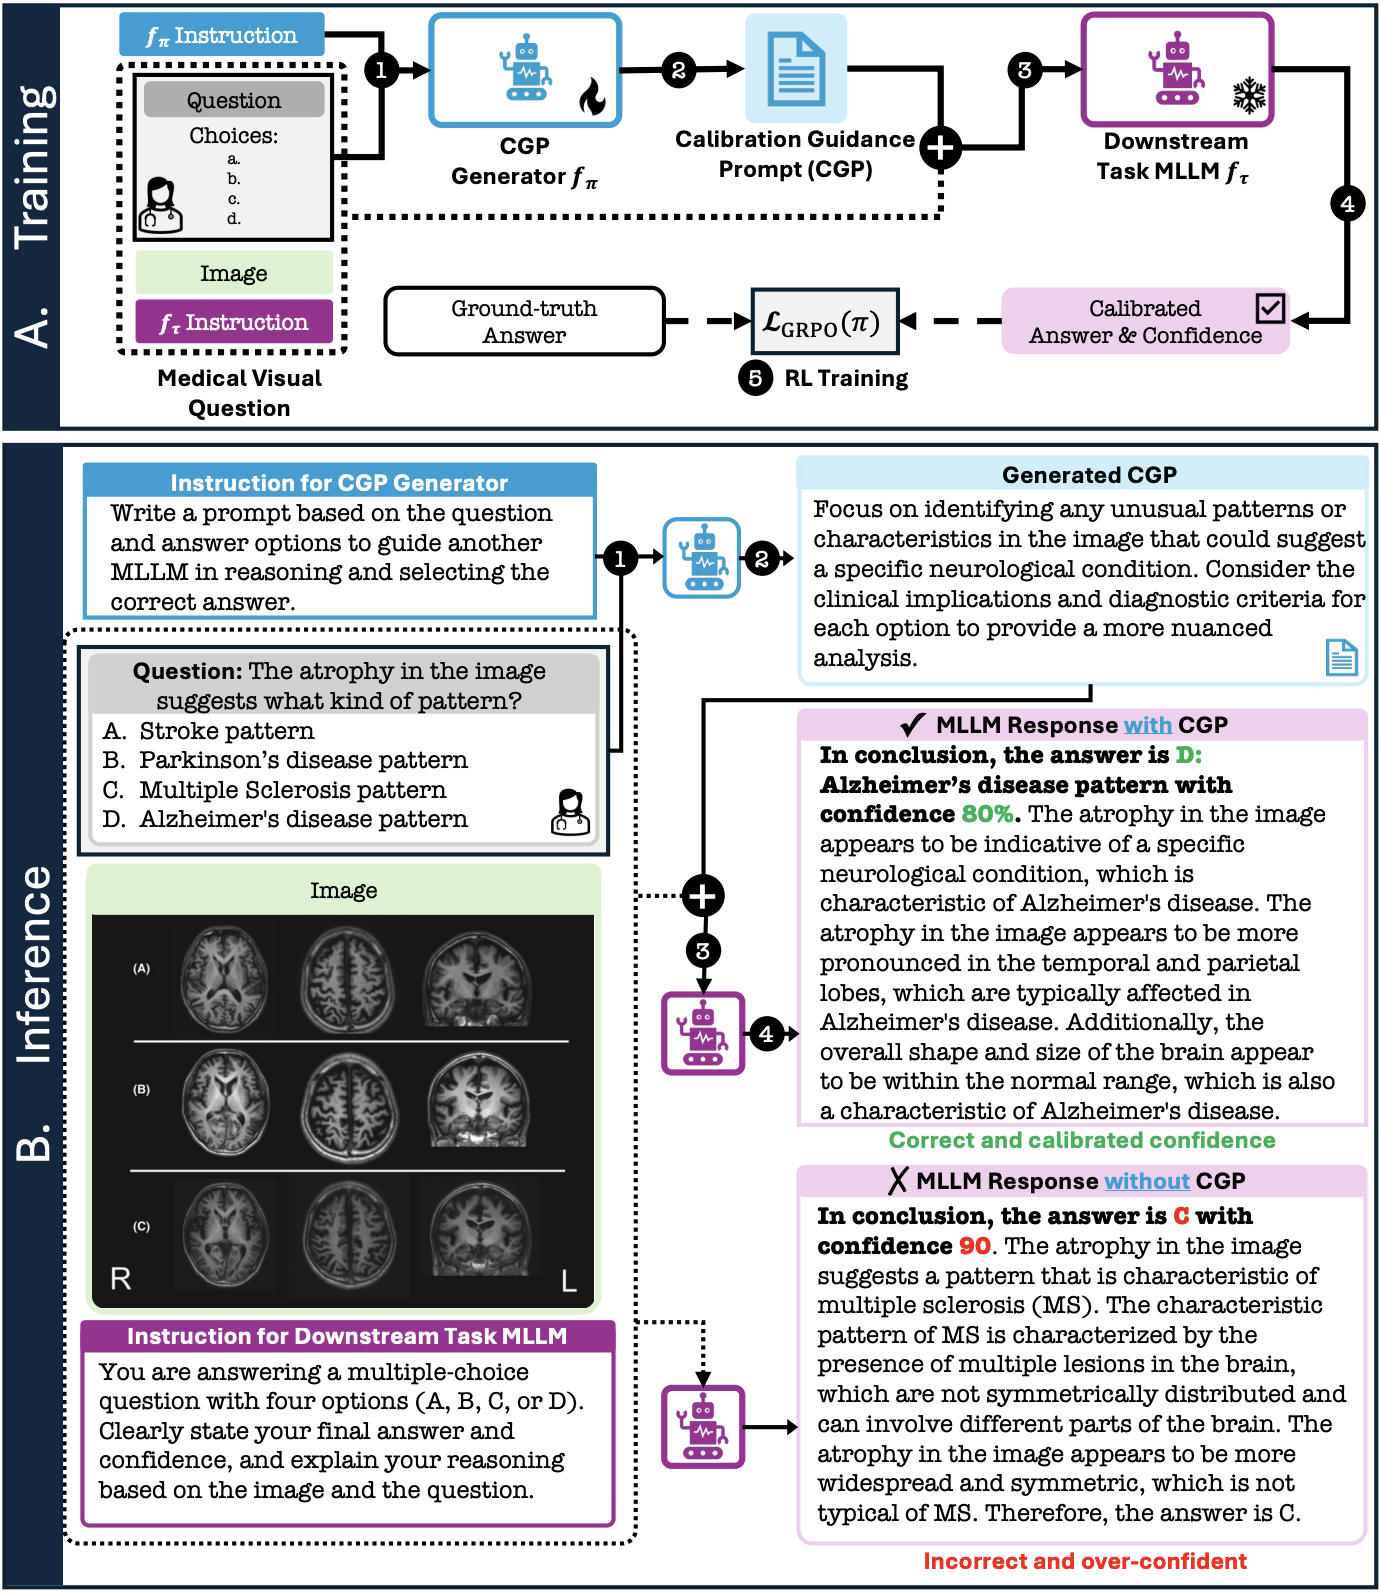 A. Training
fπ Instruction
Question
Choices:
a.
b.
c.
d.
Image
fτ Instruction
Medical Visual
Question
1
CGP
Generator fπ
2
Calibration Guidance
Prompt (CGP)
+
3
Downstream
Task MLLM fτ
4
Ground-truth
Answer
ℒGRPO(π)
Calibrated
Answer & Confidence
5 RL Training
B. Inference
Instruction for CGP Generator
Write a prompt based on the question
and answer options to guide another
MLLM in reasoning and selecting the
correct answer.
1
2
Generated CGP
Focus on identifying any unusual patterns or
characteristics in the image that could suggest
a specific neurological condition. Consider the
clinical implications and diagnostic criteria for
each option to provide a more nuanced
analysis.
Question: The atrophy in the image
suggests what kind of pattern?
A. Stroke pattern
B. Parkinson's disease pattern
C. Multiple Sclerosis pattern
D. Alzheimer's disease pattern
Image
(A)
(B)
(C)
R
L
+
3
4
✓ MLLM Response with CGP
In conclusion, the answer is D:
Alzheimer's disease pattern with
confidence 80%. The atrophy in the image
appears to be indicative of a specific
neurological condition, which is
characteristic of Alzheimer's disease. The
atrophy in the image appears to be more
pronounced in the temporal and parietal
lobes, which are typically affected in
Alzheimer's disease. Additionally, the
overall shape and size of the brain appear
to be within the normal range, which is also
a characteristic of Alzheimer's disease.
Correct and calibrated confidence
Instruction for Downstream Task MLLM
You are answering a multiple-choice
question with four options (A, B, C, or D).
Clearly state your final answer and
confidence, and explain your reasoning
based on the image and the question.
✗ MLLM Response without CGP
In conclusion, the answer is C with
confidence 90. The atrophy in the image
suggests a pattern that is characteristic of
multiple sclerosis (MS). The characteristic
pattern of MS is characterized by the
presence of multiple lesions in the brain,
which are not symmetrically distributed and
can involve different parts of the brain. The
atrophy in the image appears to be more
widespread and symmetric, which is not
typical of MS. Therefore, the answer is C.
Incorrect and over-confident